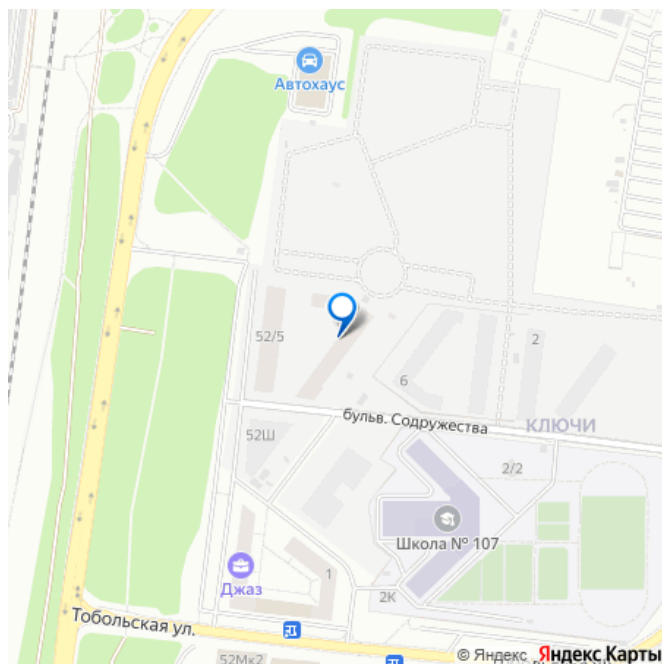 Автохаус
52/5
2
6
бульв. Содружества
КЛЮЧИ
52Ш
2/2
Школа № 107
Джаз
1
2К
Тобольская ул.
52Мк2
© Яндекс Яндекс Карты